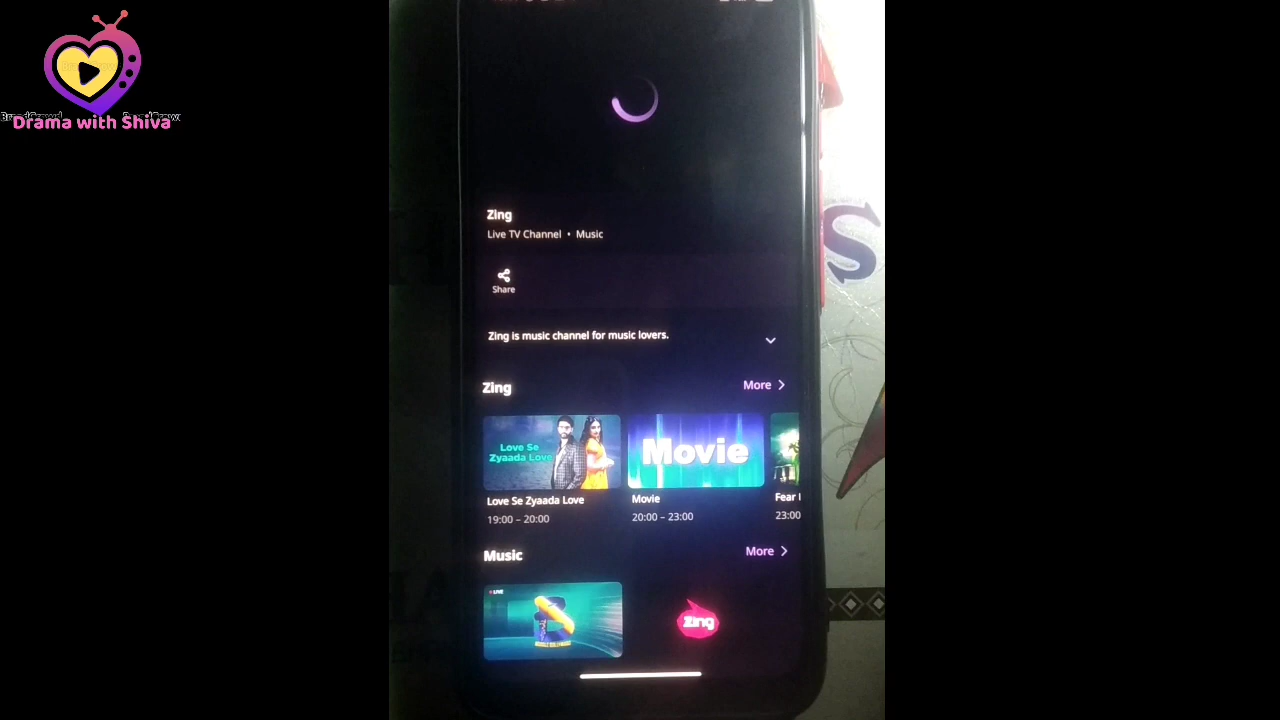 Drama with Shiva
Zing
Live TV Channel • Music
Share
Zing is music channel for music lovers.
Zing
More
Love Se
Zyaada Love
Movie
Love Se Zyaada Love
Movie
Fear
19:00 – 20:00
20:00 – 23:00
23:00
Music
More
LIVE
Zing
S